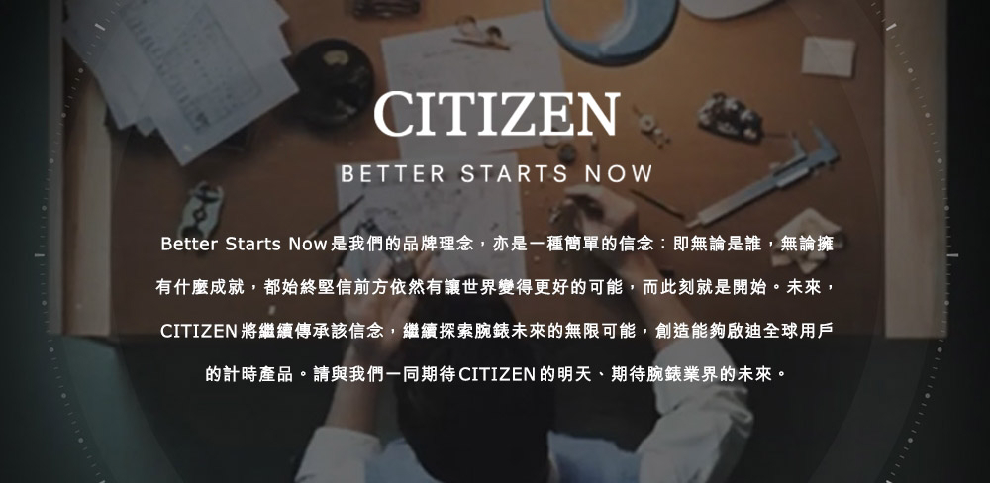 CITIZEN
BETTER STARTS NOW
Better Starts Now是我們的品牌理念，亦是一種簡單的信念：即無論是誰，無論擁
有什麼成就，都始終堅信前方依然有讓世界變得更好的可能，而此刻就是開始。未來，
CITIZEN將繼續傳承該信念，繼續探索腕錶未來的無限可能，創造能夠啟迪全球用戶
的計時產品。請與我們一同期待CITIZEN的明天、期待腕錶業界的未來。